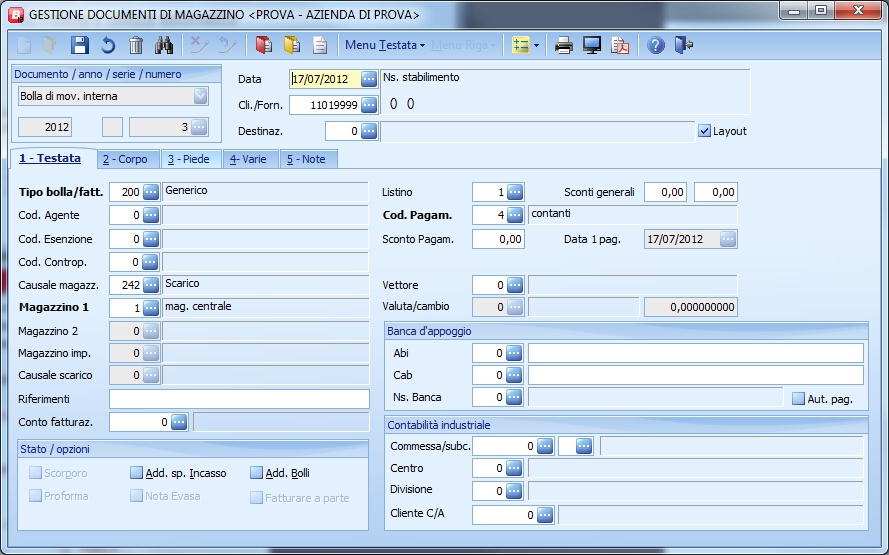 GESTIONE DOCUMENTI DI MAGAZZINO <PROVA - AZIENDA DI PROVA>
Menu Testata Menu Riga
Documento / anno / serie / numero
Bolla di mov. interna
2012 3
Data 17/07/2012 Ns. stabilimento
Cli./Forn. 11019999 0 0
Destinaz. 0 Layout
1 - Testata 2 - Corpo 3 - Piede 4- Varie 5 - Note
Tipo bolla/fatt. 200 Generico
Cod. Agente 0
Cod. Esenzione 0
Cod. Controp. 0
Causale magazz. 242 Scarico
Magazzino 1 1 mag. centrale
Magazzino 2 0
Magazzino imp. 0
Causale scarico 0
Riferimenti
Conto fatturaz. 0
Stato / opzioni
Scorporo Add. sp. Incasso Add. Bolli
Proforma Nota Evasa Fatturare a parte
Listino 1 Sconti generali 0,00 0,00
Cod. Pagam. 4 contanti
Sconto Pagam. 0,00 Data 1 pag. 17/07/2012
Vettore 0
Valuta/cambio 0 0,000000000
Banca d'appoggio
Abi 0
Cab 0
Ns. Banca 0 Aut. pag.
Contabilità industriale
Commessa/subc. 0
Centro 0
Divisione 0
Cliente C/A 0